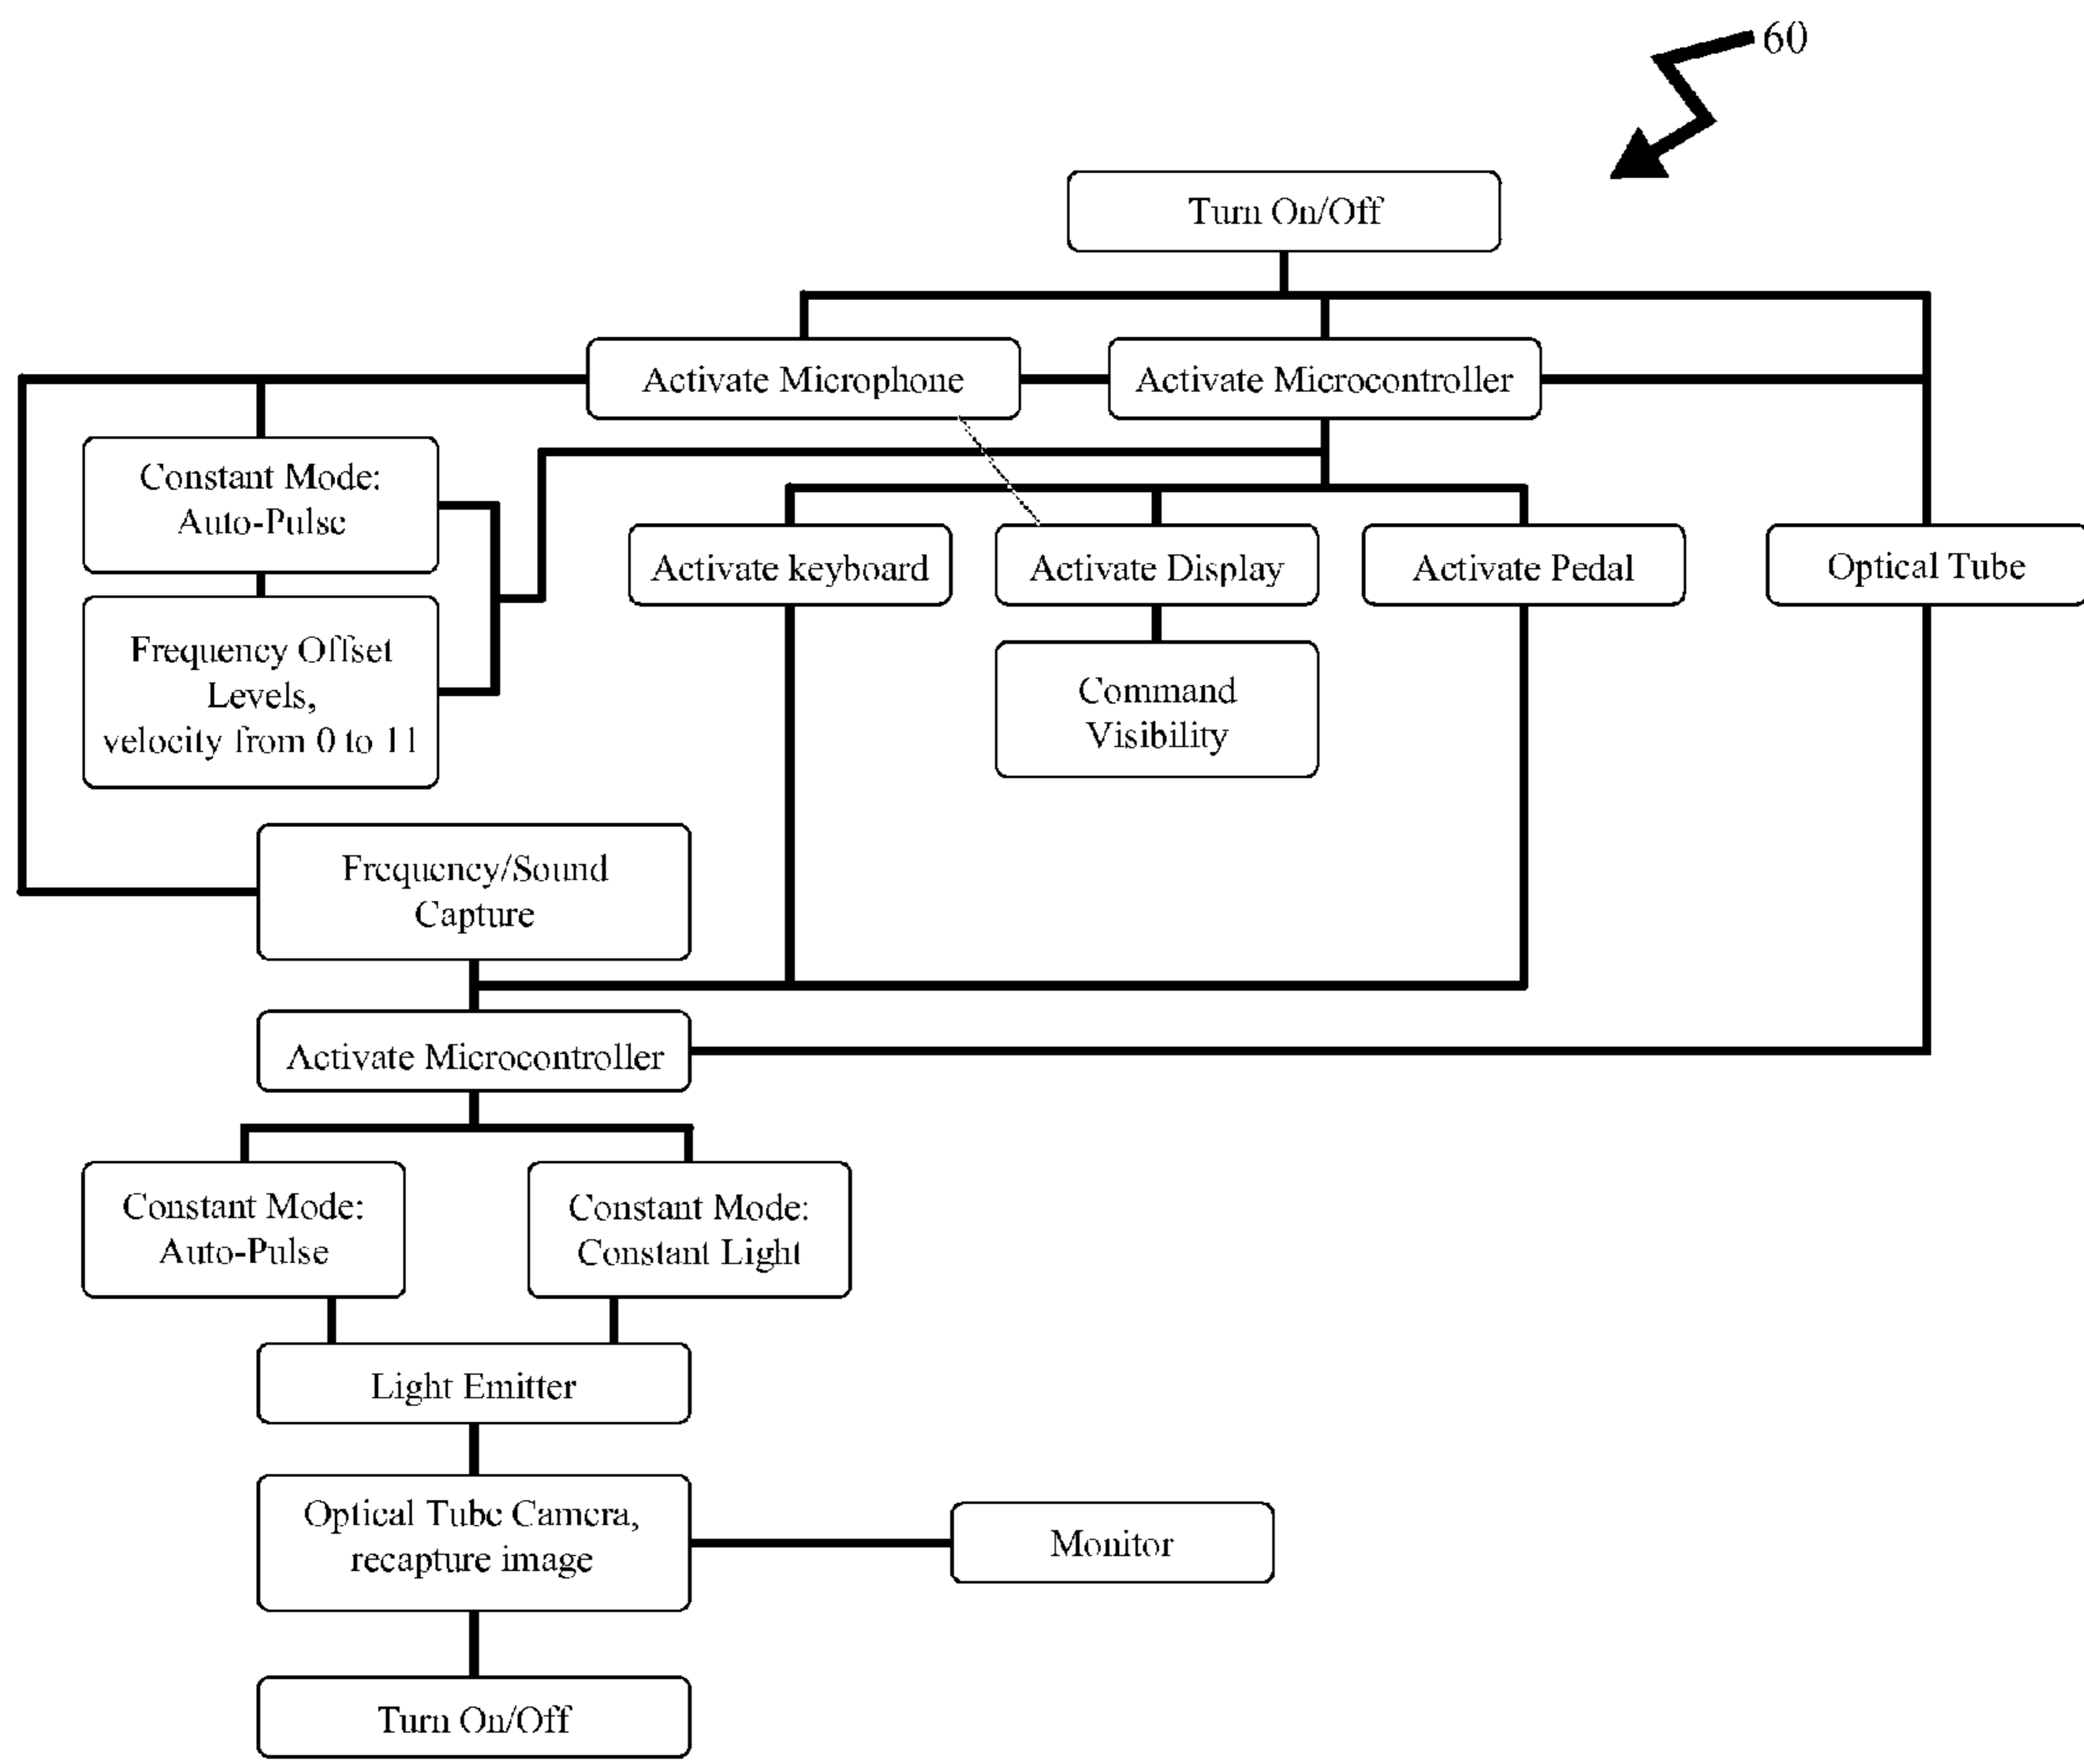 60
Turn On/Off
Activate Microphone
Activate Microcontroller
Constant Mode:
Auto-Pulse
Activate keyboard
Activate Display
Activate Pedal
Optical Tube
Frequency Offset
Levels,
velocity from 0 to 11
Command
Visibility
Frequency/Sound
Capture
Activate Microcontroller
Constant Mode:
Auto-Pulse
Constant Mode:
Constant Light
Light Emitter
Optical Tube Camera,
recapture image
Monitor
Turn On/Off